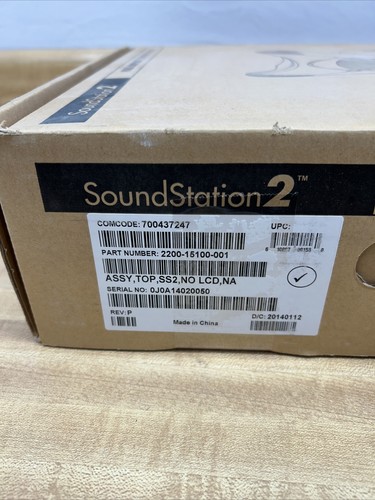 SoundStation2
SoundStation2™
COMCODE: 700437247
UPC:
PART NUMBER: 2200-15100-001
ASSY,TOP,SS2,NO LCD,NA
SERIAL NO: 0J0A14020050
REV: P
Made in China
D/C: 20140112